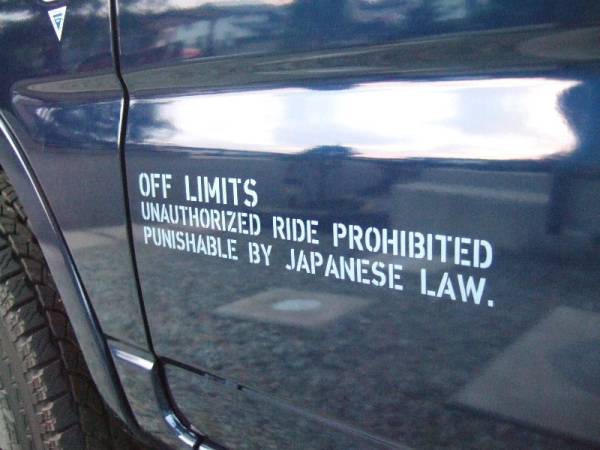 OFF LIMITS
UNAUTHORIZED RIDE PROHIBITED
PUNISHABLE BY JAPANESE LAW.